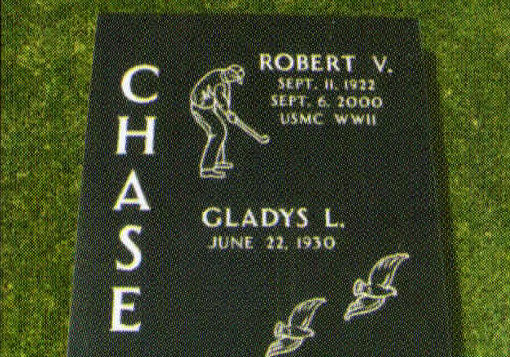 CHASE
ROBERT V.
SEPT. 11, 1922
SEPT. 6, 2000
USMC WWII
GLADYS L.
JUNE 22, 1930